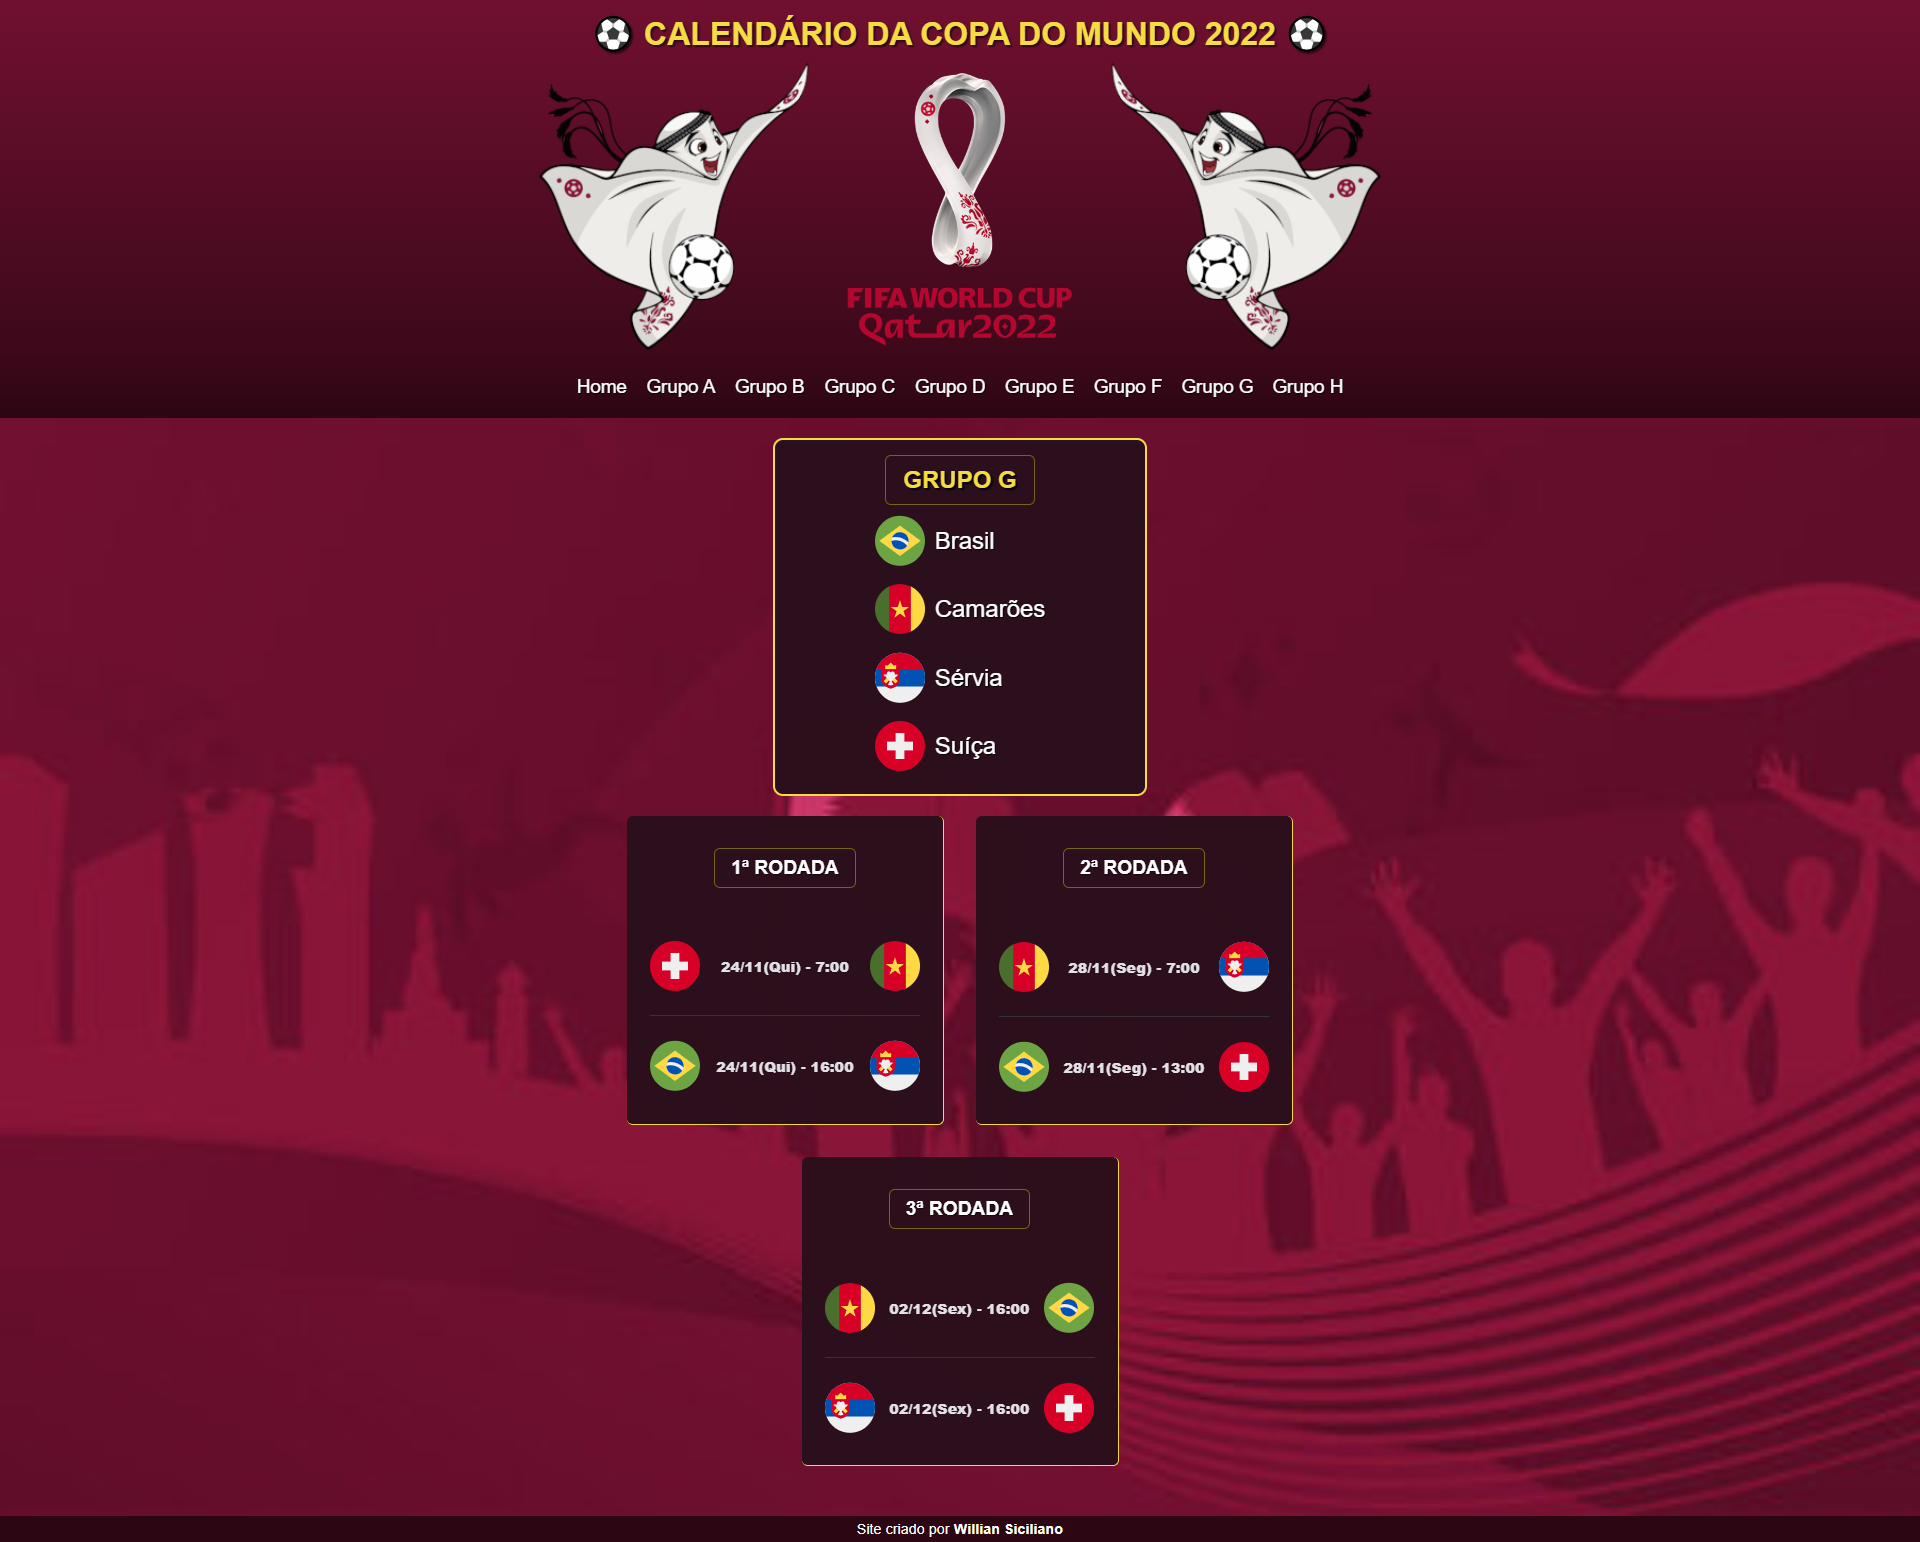 CALENDÁRIO DA COPA DO MUNDO 2022
FIFA WORLD CUP
Qatar2022
Home Grupo A Grupo B Grupo C Grupo D Grupo E Grupo F Grupo G Grupo H
GRUPO G
Brasil
Camarões
Sérvia
Suíça
1ª RODADA
24/11(Qui) - 7:00
24/11(Qui) - 16:00
2ª RODADA
28/11(Seg) - 7:00
28/11(Seg) - 13:00
3ª RODADA
02/12(Sex) - 16:00
02/12(Sex) - 16:00
Site criado por Willian Siciliano